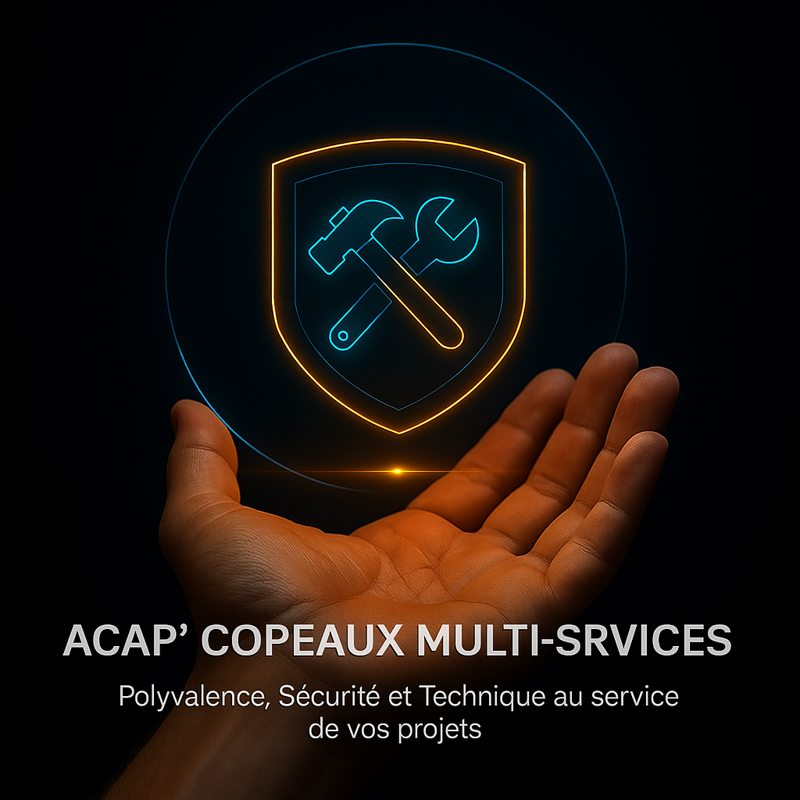 ACAP’ COPEAUX MULTI-SRVICES
Polyvalence, Sécurité et Technique au service
de vos projets